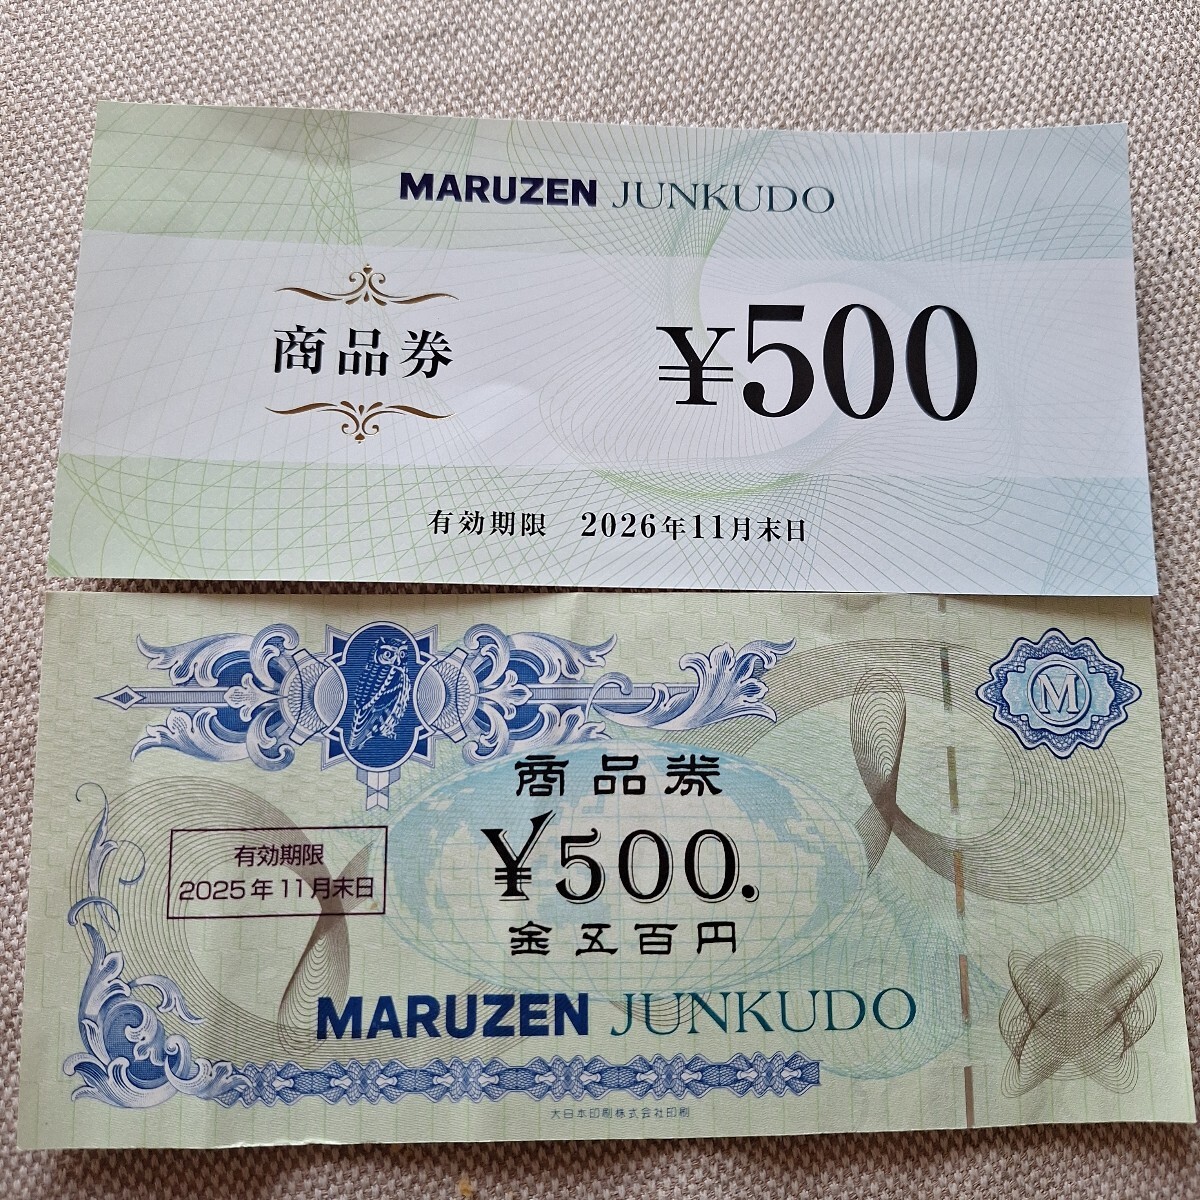 MARUZEN JUNKUDO
商品券
¥500
有効期限 2026年11月末日
M
商品券
¥500.
金五百円
有効期限
2025年11月末日
MARUZEN JUNKUDO
大日本印刷株式会社印刷